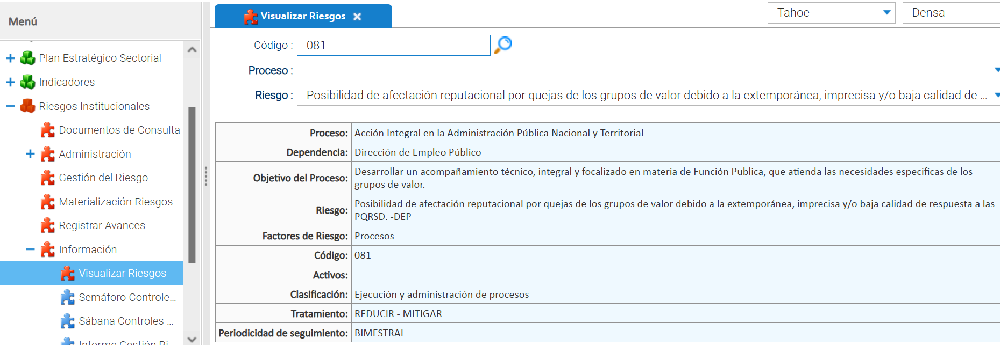 Menú
Plan Estratégico Sectorial
Indicadores
Riesgos Institucionales
Documentos de Consulta
Administración
Gestión del Riesgo
Materialización Riesgos
Registrar Avances
Información
Visualizar Riesgos
Semáforo Controle...
Sábana Controles ...
Informe Gestión Ri
Visualizar Riesgos
Tahoe
Densa
Código : 081
Proceso :
Riesgo : Posibilidad de afectación reputacional por quejas de los grupos de valor debido a la extemporánea, imprecisa y/o baja calidad de ...
Proceso: Acción Integral en la Administración Pública Nacional y Territorial
Dependencia: Dirección de Empleo Público
Objetivo del Proceso: Desarrollar un acompañamiento técnico, integral y focalizado en materia de Función Publica, que atienda las necesidades especificas de los
grupos de valor.
Riesgo: Posibilidad de afectación reputacional por quejas de los grupos de valor debido a la extemporánea, imprecisa y/o baja calidad de respuesta a las
PQRSD. -DEP
Factores de Riesgo: Procesos
Código: 081
Activos:
Clasificación: Ejecución y administración de procesos
Tratamiento: REDUCIR - MITIGAR
Periodicidad de seguimiento: BIMESTRAL